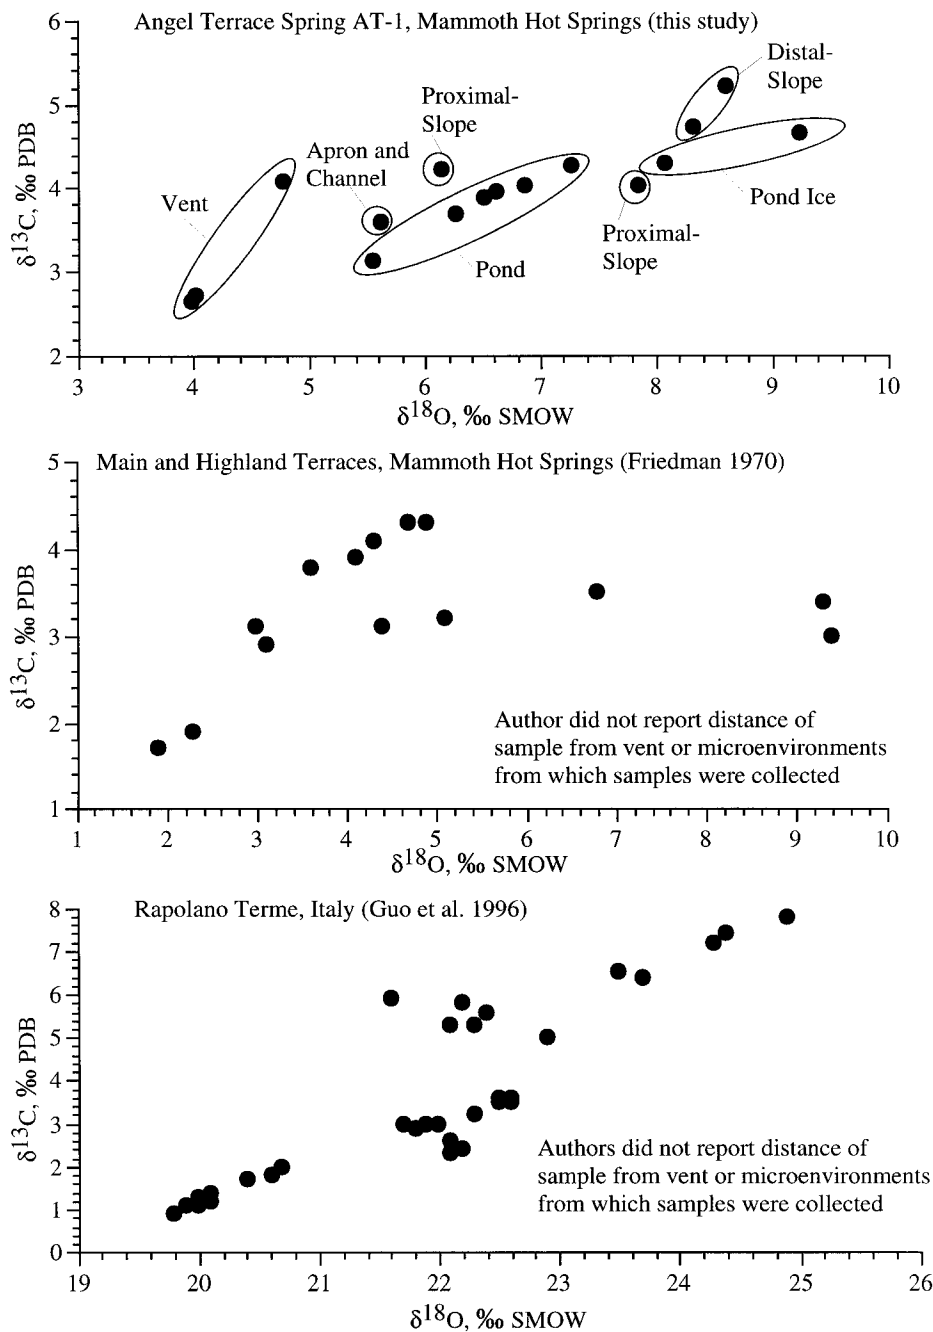 Angel Terrace Spring AT-1, Mammoth Hot Springs (this study)
6
5
4
3
2
δ13C, ‰ PDB
Distal-
Slope
Proximal-
Slope
Apron and
Channel
Vent
Pond Ice
Proximal-
Slope
Pond
3 4 5 6 7 8 9 10
δ18O, ‰ SMOW
Main and Highland Terraces, Mammoth Hot Springs (Friedman 1970)
5
4
3
2
1
δ13C, ‰ PDB
Author did not report distance of
sample from vent or microenvironments
from which samples were collected
1 2 3 4 5 6 7 8 9 10
δ18O, ‰ SMOW
Rapolano Terme, Italy (Guo et al. 1996)
8
7
6
5
4
3
2
1
0
δ13C, ‰ PDB
Authors did not report distance of
sample from vent or microenvironments
from which samples were collected
19 20 21 22 23 24 25 26
δ18O, ‰ SMOW